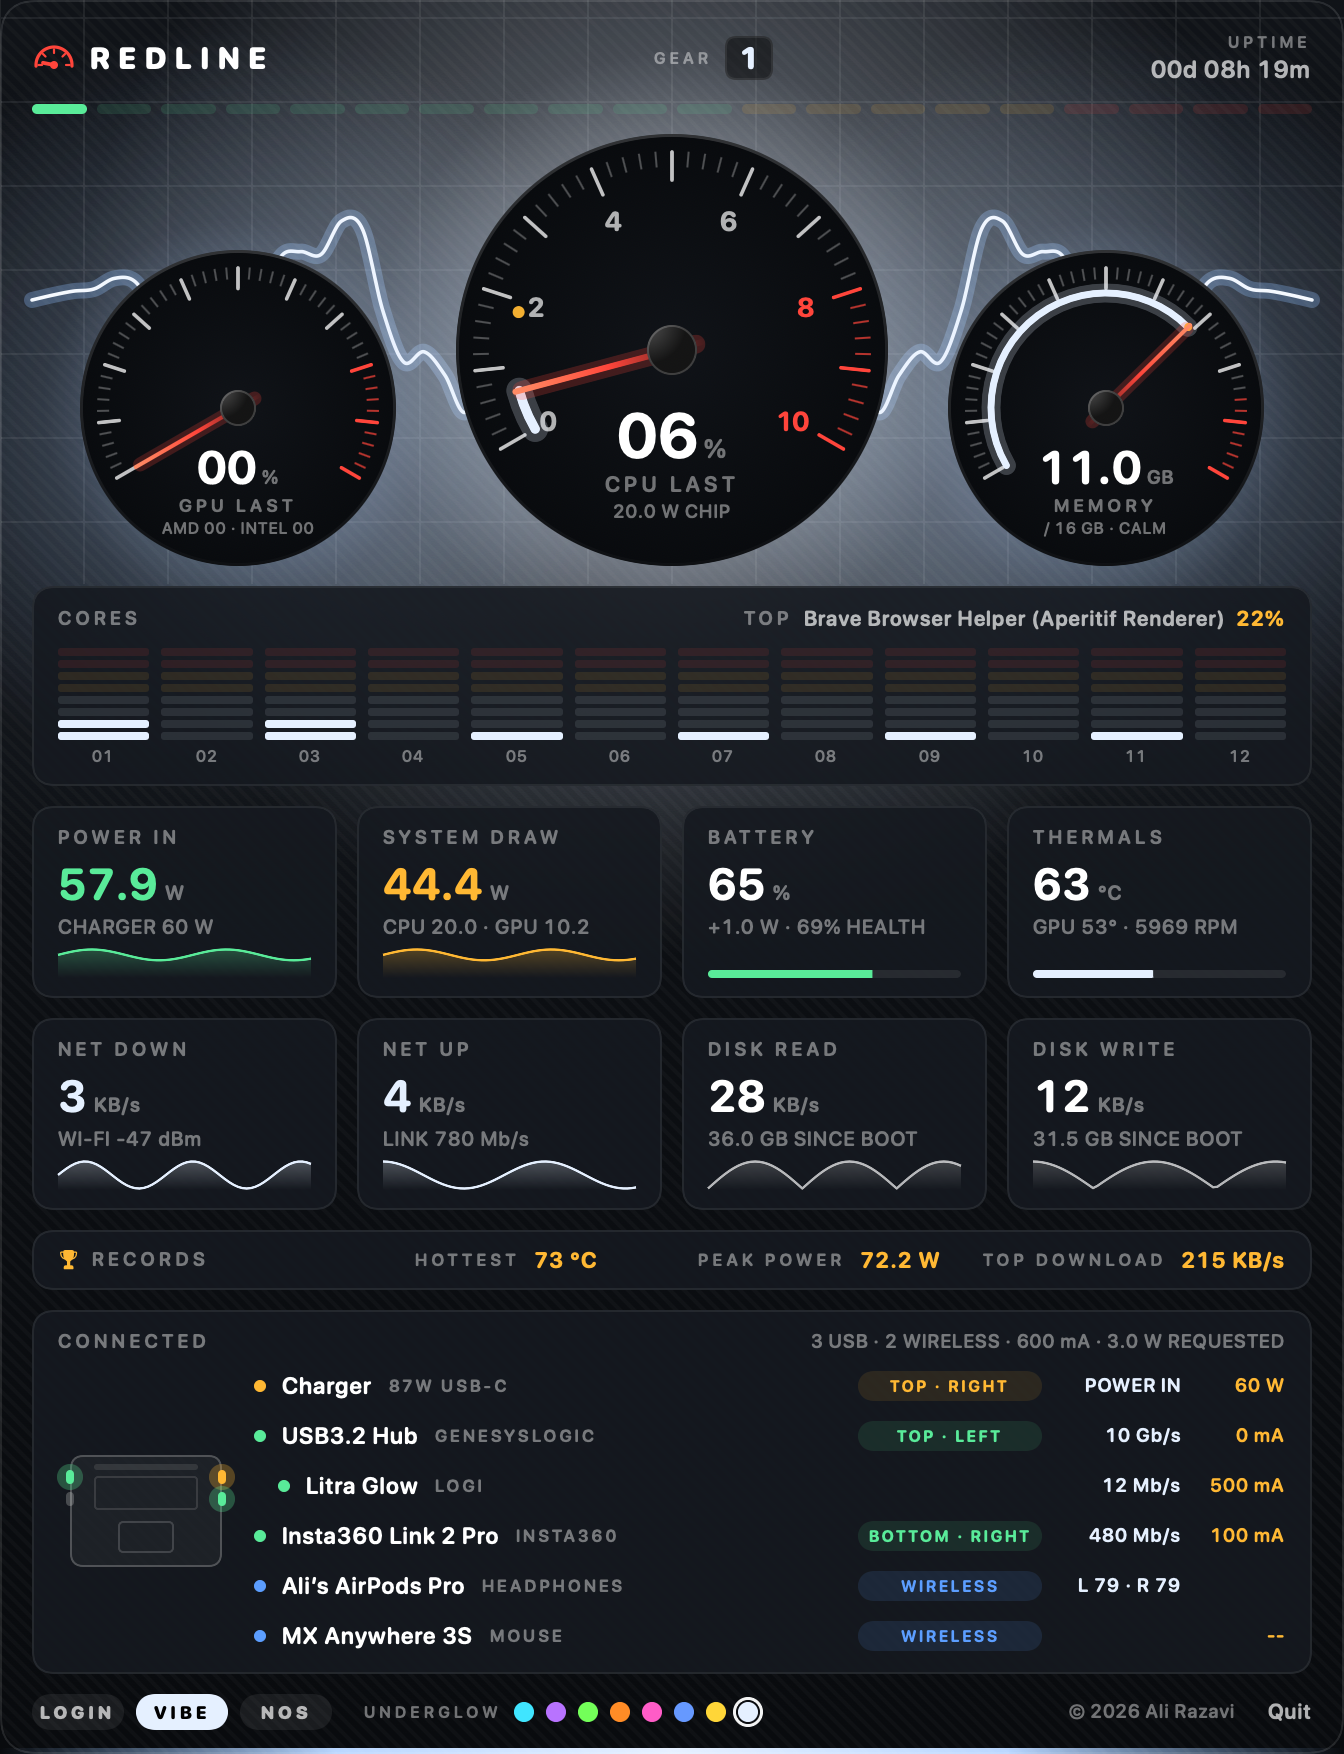 REDLINE
GEAR 1
UPTIME
00d 08h 19m
4 6
2 8
0 10
06 %
CPU LAST
20.0 W CHIP
00 %
GPU LAST
AMD 00 · INTEL 00
11.0 GB
MEMORY
/ 16 GB · CALM
CORES TOP Brave Browser Helper (Aperitif Renderer) 22%
01 02 03 04 05 06 07 08 09 10 11 12
POWER IN
57.9 W
CHARGER 60 W
SYSTEM DRAW
44.4 W
CPU 20.0 · GPU 10.2
BATTERY
65 %
+1.0 W · 69% HEALTH
THERMALS
63 °C
GPU 53° · 5969 RPM
NET DOWN
3 KB/s
WI-FI -47 dBm
NET UP
4 KB/s
LINK 780 Mb/s
DISK READ
28 KB/s
36.0 GB SINCE BOOT
DISK WRITE
12 KB/s
31.5 GB SINCE BOOT
RECORDS HOTTEST 73 °C PEAK POWER 72.2 W TOP DOWNLOAD 215 KB/s
CONNECTED 3 USB · 2 WIRELESS · 600 mA · 3.0 W REQUESTED
Charger 87W USB-C TOP · RIGHT POWER IN 60 W
USB3.2 Hub GENESYSLOGIC TOP · LEFT 10 Gb/s 0 mA
Litra Glow LOGI 12 Mb/s 500 mA
Insta360 Link 2 Pro INSTA360 BOTTOM · RIGHT 480 Mb/s 100 mA
Ali's AirPods Pro HEADPHONES WIRELESS L 79 · R 79
MX Anywhere 3S MOUSE WIRELESS --
LOGIN VIBE NOS UNDERGLOW © 2026 Ali Razavi Quit